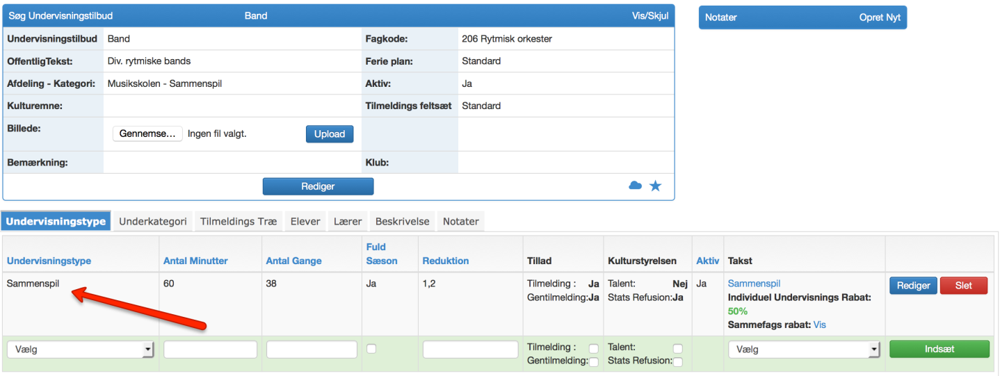 Søg Undervisningstilbud Band Vis/Skjul
Notater Opret Nyt
Undervisningstilbud Band Fagkode: 206 Rytmisk orkester
OffentligTekst: Div. rytmiske bands Ferie plan: Standard
Afdeling - Kategori: Musikskolen - Sammenspil Aktiv: Ja
Kulturemne: Tilmeldings feltsæt Standard
Billede: Gennemse... Ingen fil valgt. Upload
Bemærkning: Klub:
Rediger
Undervisningstype Underkategori Tilmeldings Træ Elever Lærer Beskrivelse Notater
Fuld
Undervisningstype Antal Minutter Antal Gange Sæson Reduktion Tillad Kulturstyrelsen Aktiv Takst
Sammenspil 60 38 Ja 1,2 Tilmelding : Ja Talent: Nej Ja Sammenspil Rediger Slet
Gentilmelding:Ja Stats Refusion:Ja Individuel Undervisnings Rabat:
50%
Sammefags rabat: Vis
Vælg Tilmelding : Talent: Vælg Indsæt
Gentilmelding: Stats Refusion: